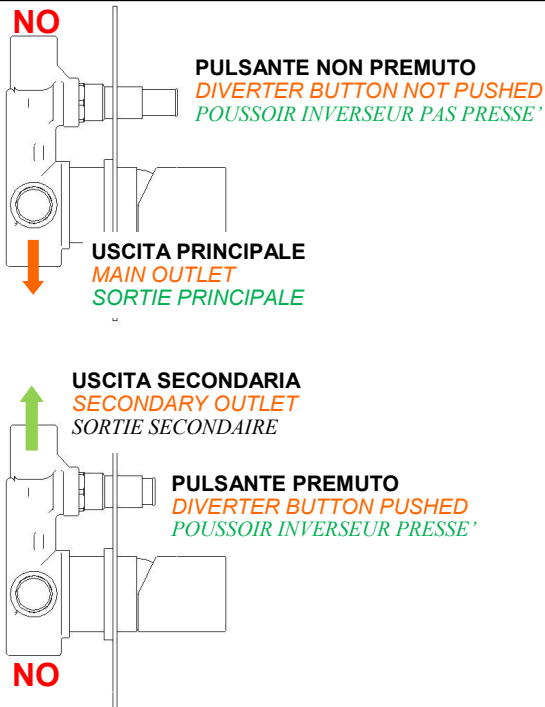 NO
PULSANTE NON PREMUTO
DIVERTER BUTTON NOT PUSHED
POUSSOIR INVERSEUR PAS PRESSE’
USCITA PRINCIPALE
MAIN OUTLET
SORTIE PRINCIPALE
USCITA SECONDARIA
SECONDARY OUTLET
SORTIE SECONDAIRE
PULSANTE PREMUTO
DIVERTER BUTTON PUSHED
POUSSOIR INVERSEUR PRESSE’
NO